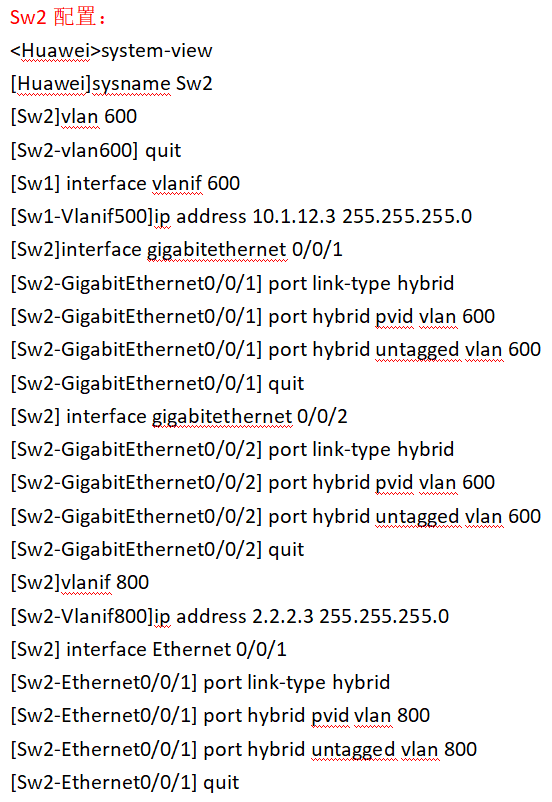 Sw2 配置：
<Huawei>system-view
[Huawei]sysname Sw2
[Sw2]vlan 600
[Sw2-vlan600] quit
[Sw1] interface vlanif 600
[Sw1-Vlanif500]ip address 10.1.12.3 255.255.255.0
[Sw2]interface gigabitethernet 0/0/1
[Sw2-GigabitEthernet0/0/1] port link-type hybrid
[Sw2-GigabitEthernet0/0/1] port hybrid pvid vlan 600
[Sw2-GigabitEthernet0/0/1] port hybrid untagged vlan 600
[Sw2-GigabitEthernet0/0/1] quit
[Sw2] interface gigabitethernet 0/0/2
[Sw2-GigabitEthernet0/0/2] port link-type hybrid
[Sw2-GigabitEthernet0/0/2] port hybrid pvid vlan 600
[Sw2-GigabitEthernet0/0/2] port hybrid untagged vlan 600
[Sw2-GigabitEthernet0/0/2] quit
[Sw2]vlanif 800
[Sw2-Vlanif800]ip address 2.2.2.3 255.255.255.0
[Sw2] interface Ethernet 0/0/1
[Sw2-Ethernet0/0/1] port link-type hybrid
[Sw2-Ethernet0/0/1] port hybrid pvid vlan 800
[Sw2-Ethernet0/0/1] port hybrid untagged vlan 800
[Sw2-Ethernet0/0/1] quit